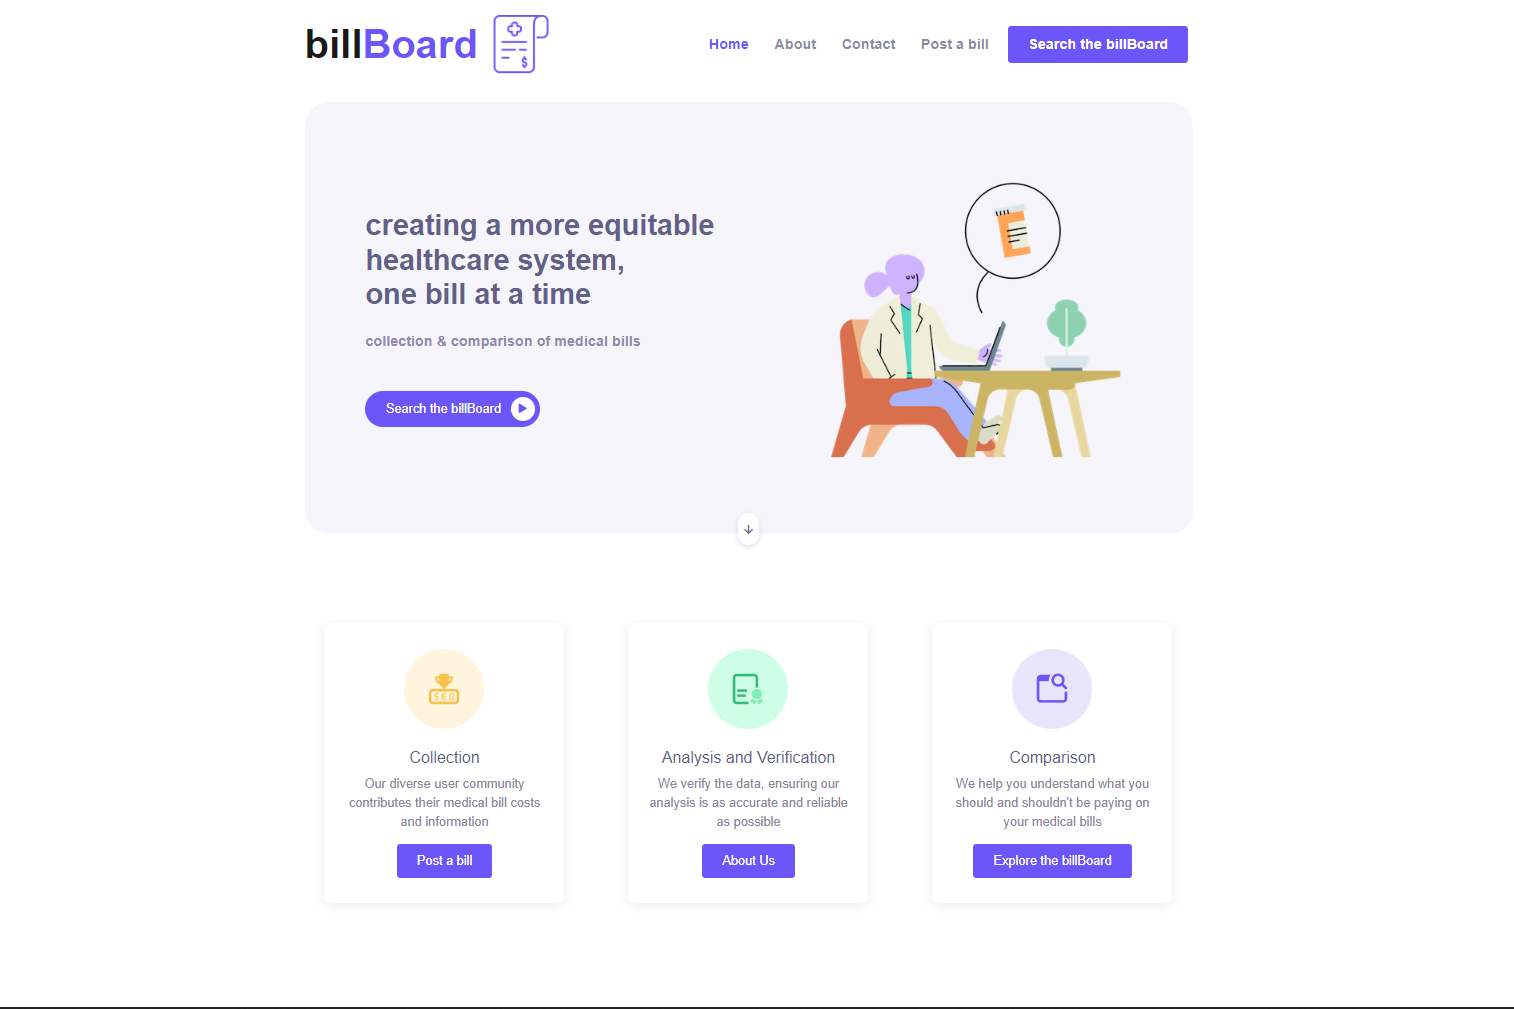 billBoard
Home About Contact Post a bill Search the billBoard
creating a more equitable
healthcare system,
one bill at a time
collection & comparison of medical bills
Search the billBoard
Collection
Our diverse user community
contributes their medical bill costs
and information
Post a bill
Analysis and Verification
We verify the data, ensuring our
analysis is as accurate and reliable
as possible
About Us
Comparison
We help you understand what you
should and shouldn't be paying on
your medical bills
Explore the billBoard